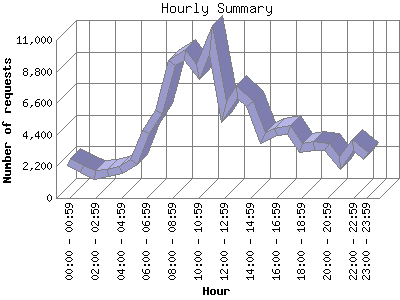 Hourly Summary
Number of requests
11,000
8,800
6,600
4,400
2,200
0
00:00 - 00:59
02:00 - 02:59
04:00 - 04:59
06:00 - 06:59
08:00 - 08:59
10:00 - 10:59
12:00 - 12:59
14:00 - 14:59
16:00 - 16:59
18:00 - 18:59
20:00 - 20:59
22:00 - 22:59
23:00 - 23:59
Hour